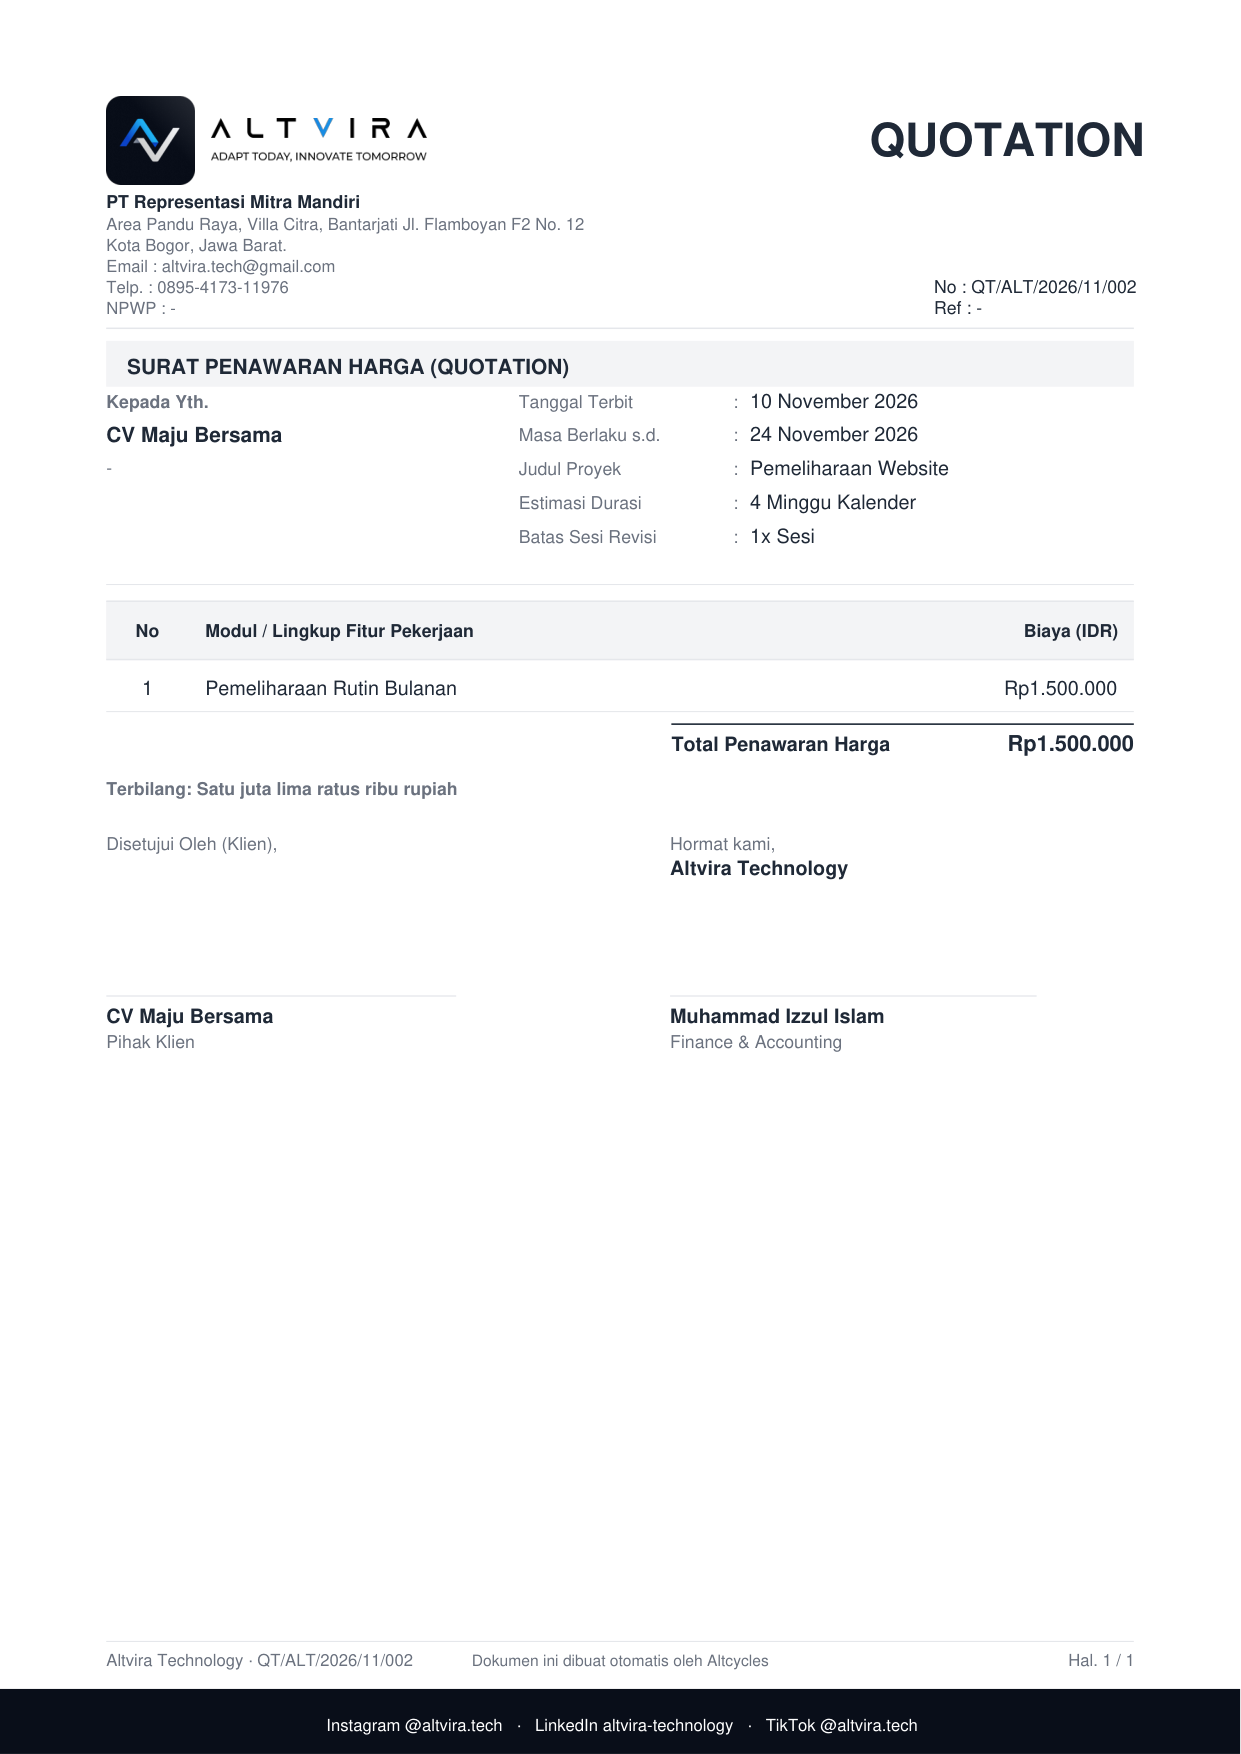 ALTVIRA
ADAPT TODAY, INNOVATE TOMORROW
QUOTATION
PT Representasi Mitra Mandiri
Area Pandu Raya, Villa Citra, Bantarjati Jl. Flamboyan F2 No. 12
Kota Bogor, Jawa Barat.
Email : altvira.tech@gmail.com
Telp. : 0895-4173-11976
NPWP : -
No : QT/ALT/2026/11/002
Ref : -
SURAT PENAWARAN HARGA (QUOTATION)
Kepada Yth.
CV Maju Bersama
-
Tanggal Terbit : 10 November 2026
Masa Berlaku s.d. : 24 November 2026
Judul Proyek : Pemeliharaan Website
Estimasi Durasi : 4 Minggu Kalender
Batas Sesi Revisi : 1x Sesi
No Modul / Lingkup Fitur Pekerjaan Biaya (IDR)
1 Pemeliharaan Rutin Bulanan Rp1.500.000
Total Penawaran Harga Rp1.500.000
Terbilang: Satu juta lima ratus ribu rupiah
Disetujui Oleh (Klien),
CV Maju Bersama
Pihak Klien
Hormat kami,
Altvira Technology
Muhammad Izzul Islam
Finance & Accounting
Altvira Technology · QT/ALT/2026/11/002 Dokumen ini dibuat otomatis oleh Altcycles Hal. 1 / 1
Instagram @altvira.tech · LinkedIn altvira-technology · TikTok @altvira.tech